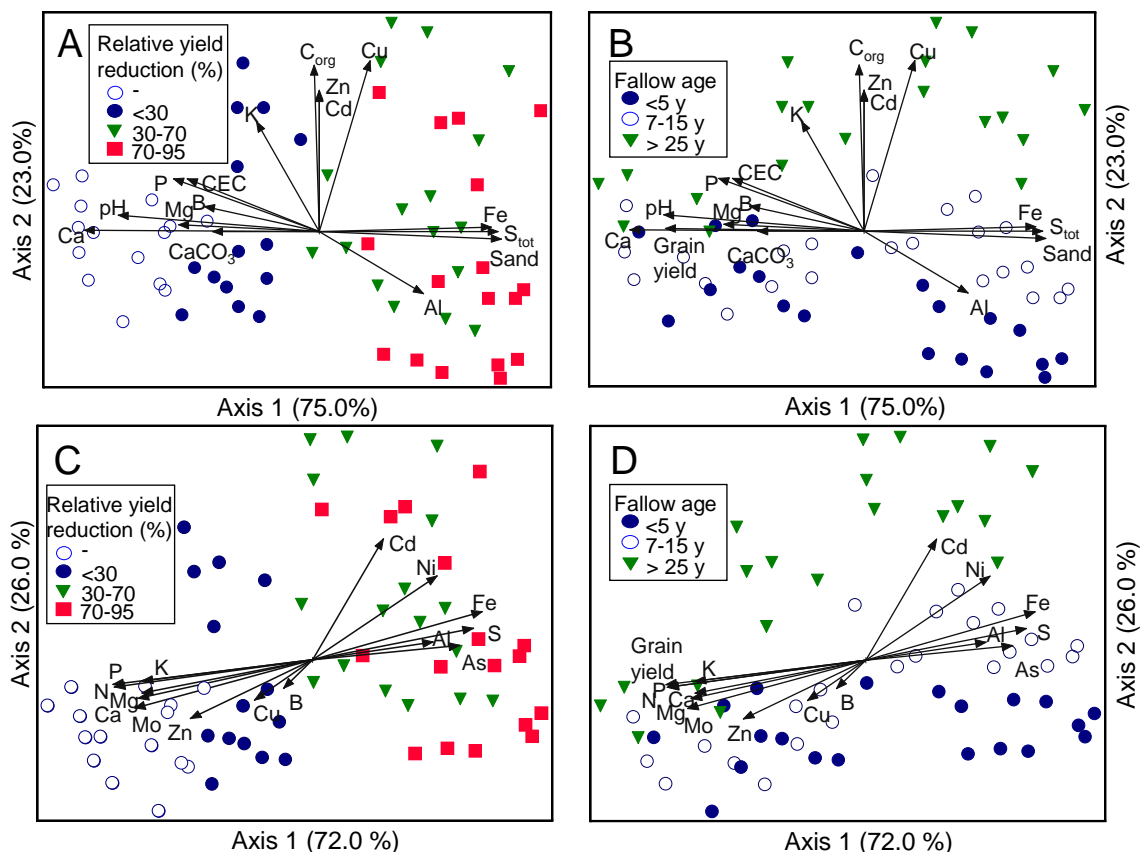 A
Relative yield
reduction (%)
-
<30
30-70
70-95
C org
Cu
Zn
Cd
K
P
CEC
B
Mg
pH
Ca
CaCO3
Fe
S tot
Sand
Al
Axis 2 (23.0%)
Axis 1 (75.0%)
B
Fallow age
<5 y
7-15 y
> 25 y
C org
Cu
Zn
Cd
K
P
CEC
B
Mg
pH
Ca
Grain
yield
CaCO3
Fe
S tot
Sand
Al
Axis 2 (23.0%)
Axis 1 (75.0%)
C
Relative yield
reduction (%)
-
<30
30-70
70-95
Cd
Ni
Fe
S
Al
As
P
K
N
Mg
Ca
Mo
Zn
Cu
B
Axis 2 (26.0 %)
Axis 1 (72.0 %)
D
Fallow age
<5 y
7-15 y
> 25 y
Cd
Ni
Fe
S
Al
As
Grain
yield
K
P
N
Ca
Mg
Mo
Zn
Cu
B
Axis 2 (26.0 %)
Axis 1 (72.0 %)